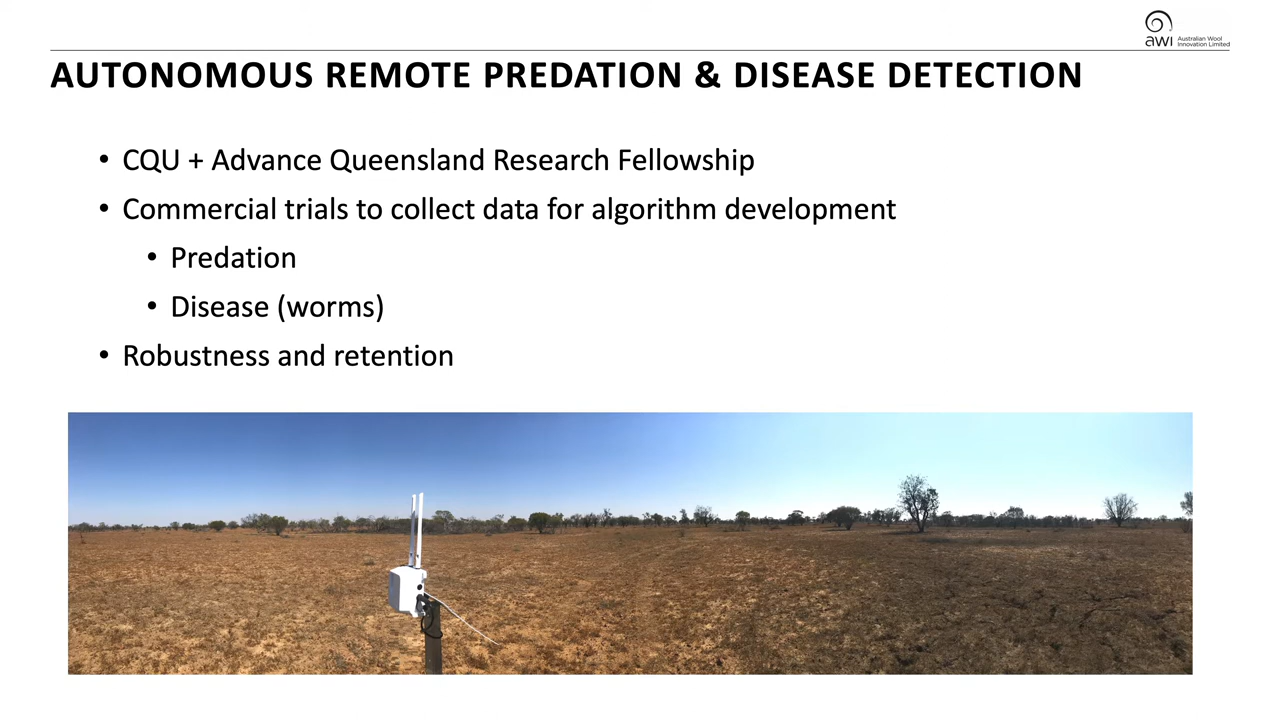 awi Australian Wool
Innovation Limited
AUTONOMOUS REMOTE PREDATION & DISEASE DETECTION
• CQU + Advance Queensland Research Fellowship
• Commercial trials to collect data for algorithm development
• Predation
• Disease (worms)
• Robustness and retention